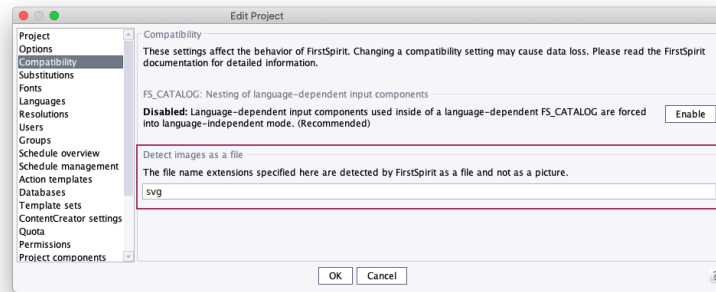 Edit Project
Project
Options
Compatibility
Substitutions
Fonts
Languages
Resolutions
Users
Groups
Schedule overview
Schedule management
Action templates
Databases
Template sets
ContentCreator settings
Quota
Permissions
Project components
Compatibility
These settings affect the behavior of FirstSpirit. Changing a compatibility setting may cause data loss. Please read the FirstSpirit
documentation for detailed information.
FS_CATALOG: Nesting of language-dependent input components
Disabled: Language-dependent input components used inside of a language-dependent FS_CATALOG are forced
into language-independent mode. (Recommended)
Enable
Detect images as a file
The file name extensions specified here are detected by FirstSpirit as a file and not as a picture.
svg
OK
Cancel
?